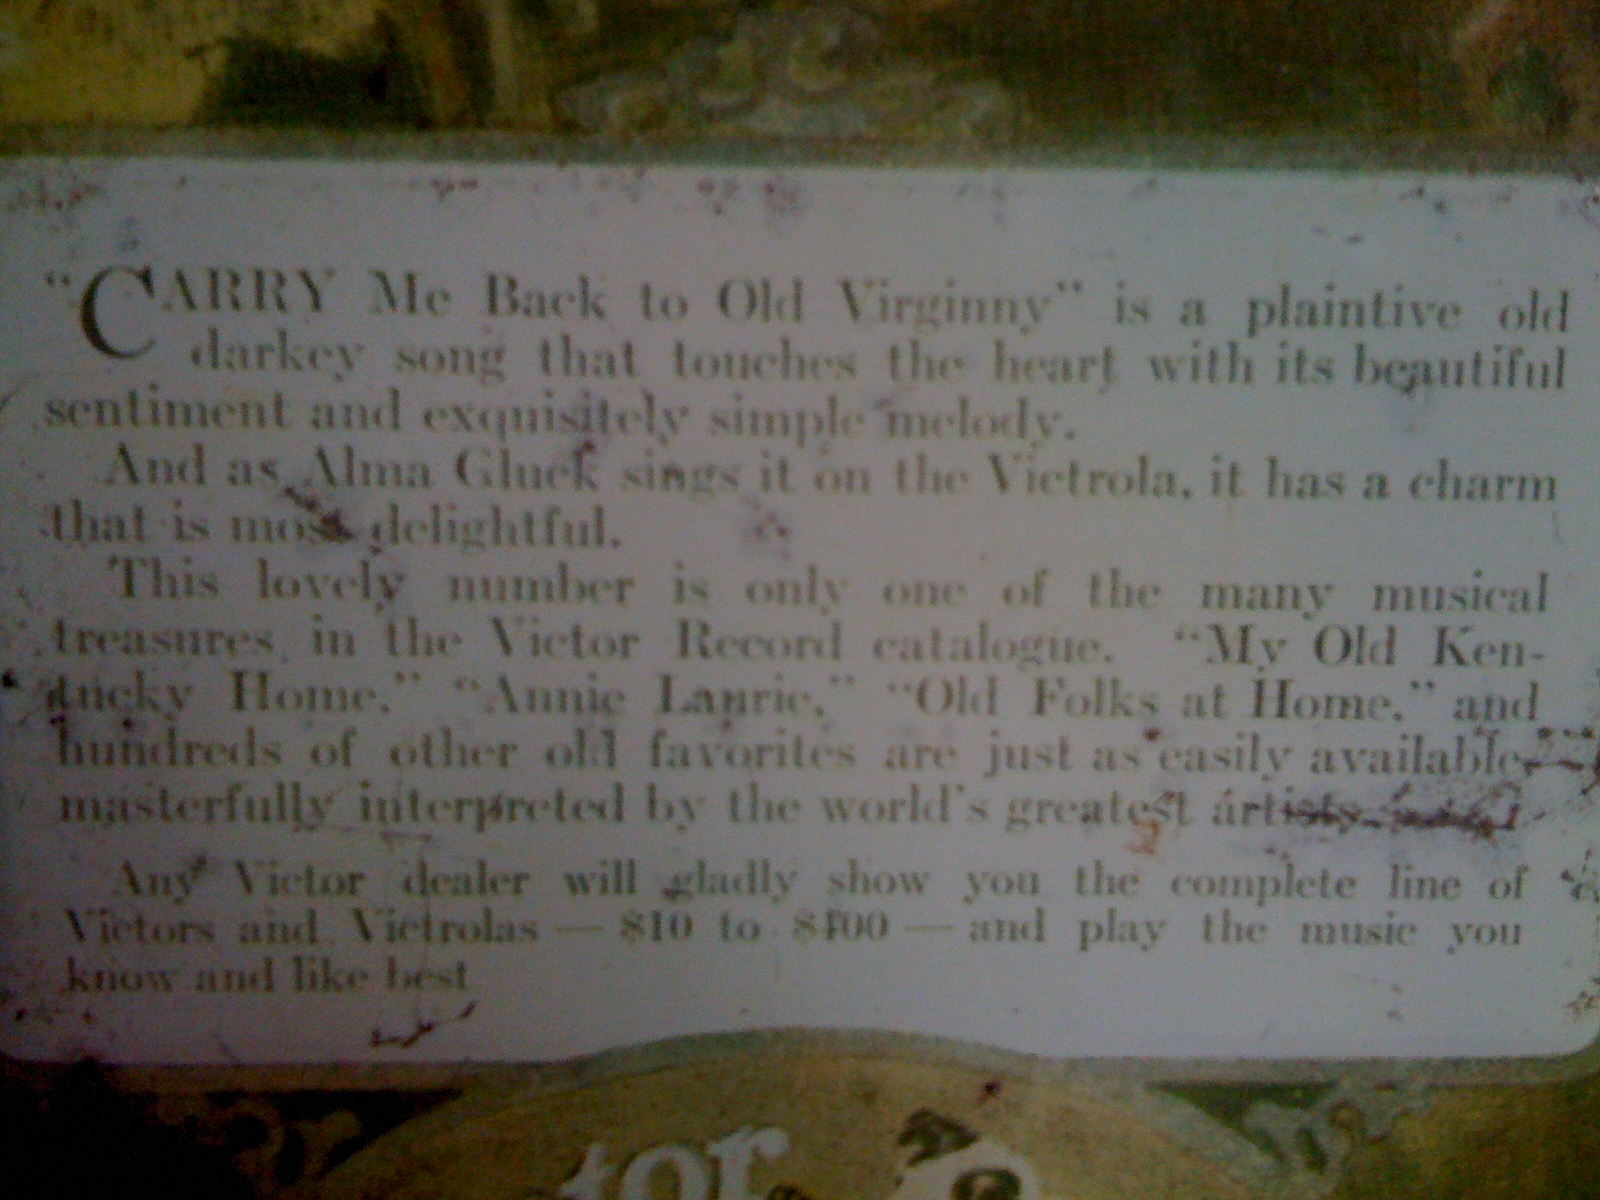 "CARRY Me Back to Old Virginny" is a plaintive old
darkey song that touches the heart with its beautiful
sentiment and exquisitely simple melody.
And as Alma Gluck sings it on the Victrola, it has a charm
that is most delightful.
This lovely number is only one of the many musical
treasures in the Victor Record catalogue. "My Old Ken-
tucky Home," "Annie Laurie," "Old Folks at Home," and
hundreds of other old favorites are just as easily available,
masterfully interpreted by the world's greatest artists.
Any Victor dealer will gladly show you the complete line of
Victors and Victrolas — $10 to $400 — and play the music you
know and like best